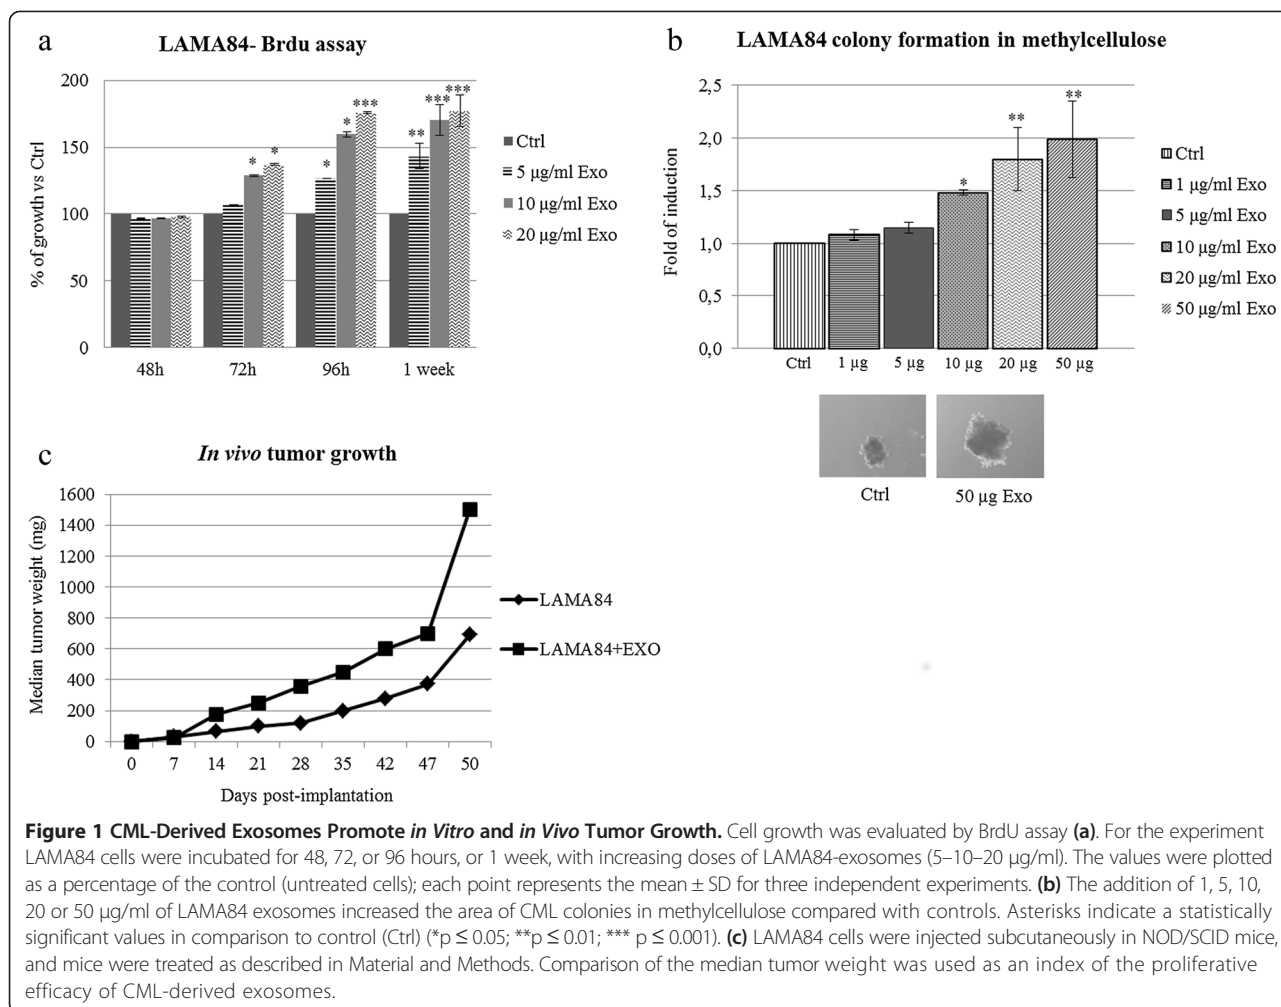 a
LAMA84- Brdu assay
% of growth vs Ctrl
200
150
100
50
0
*
*
*
*
***
**
***
***
48h
72h
96h
1 week
Ctrl
5 µg/ml Exo
10 µg/ml Exo
20 µg/ml Exo
b
LAMA84 colony formation in methylcellulose
Fold of induction
2,5
2,0
1,5
1,0
0,5
0,0
*
**
**
Ctrl
1 µg
5 µg
10 µg
20 µg
50 µg
Ctrl
1 µg/ml Exo
5 µg/ml Exo
10 µg/ml Exo
20 µg/ml Exo
50 µg/ml Exo
Ctrl
50 µg Exo
c
In vivo tumor growth
Median tumor weight (mg)
1600
1400
1200
1000
800
600
400
200
0
0 7 14 21 28 35 42 47 50
Days post-implantation
LAMA84
LAMA84+EXO
Figure 1 CML-Derived Exosomes Promote in Vitro and in Vivo Tumor Growth. Cell growth was evaluated by BrdU assay (a). For the experiment
LAMA84 cells were incubated for 48, 72, or 96 hours, or 1 week, with increasing doses of LAMA84-exosomes (5–10–20 µg/ml). The values were plotted
as a percentage of the control (untreated cells); each point represents the mean ± SD for three independent experiments. (b) The addition of 1, 5, 10,
20 or 50 µg/ml of LAMA84 exosomes increased the area of CML colonies in methylcellulose compared with controls. Asterisks indicate a statistically
significant values in comparison to control (Ctrl) (*p ≤ 0.05; **p ≤ 0.01; *** p ≤ 0.001). (c) LAMA84 cells were injected subcutaneously in NOD/SCID mice,
and mice were treated as described in Material and Methods. Comparison of the median tumor weight was used as an index of the proliferative
efficacy of CML-derived exosomes.